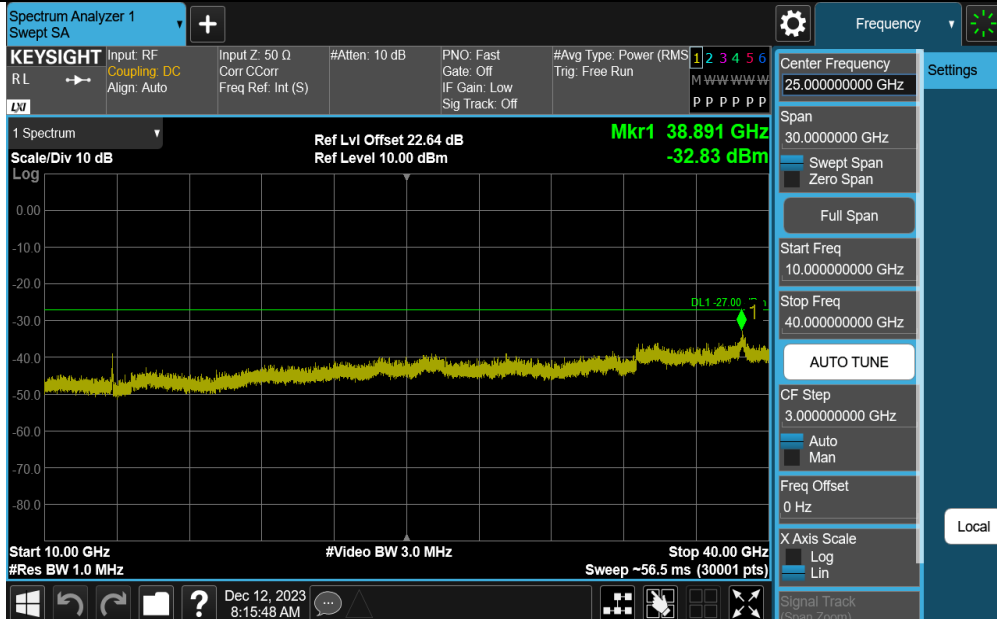 Spectrum Analyzer 1
Swept SA
+
Frequency
KEYSIGHT
R L
LXI
Input: RF
Coupling: DC
Align: Auto
Input Z: 50 Ω
Corr CCorr
Freq Ref: Int (S)
#Atten: 10 dB
PNO: Fast
Gate: Off
IF Gain: Low
Sig Track: Off
#Avg Type: Power (RMS
Trig: Free Run
1 2 3 4 5 6
M W W W W W
P P P P P P
1 Spectrum
Scale/Div 10 dB
Log
Ref Lvl Offset 22.64 dB
Ref Level 10.00 dBm
Mkr1 38.891 GHz
-32.83 dBm
0.00
-10.0
-20.0
-30.0
-40.0
-50.0
-60.0
-70.0
-80.0
DL1 -27.00
1
Start 10.00 GHz
#Res BW 1.0 MHz
#Video BW 3.0 MHz
Stop 40.00 GHz
Sweep ~56.5 ms (30001 pts)
Center Frequency
25.000000000 GHz
Span
30.0000000 GHz
Swept Span
Zero Span
Full Span
Start Freq
10.000000000 GHz
Stop Freq
40.000000000 GHz
AUTO TUNE
CF Step
3.000000000 GHz
Auto
Man
Freq Offset
0 Hz
X Axis Scale
Log
Lin
Signal Track
(Span Zoom)
Settings
Local
?
Dec 12, 2023
8:15:48 AM